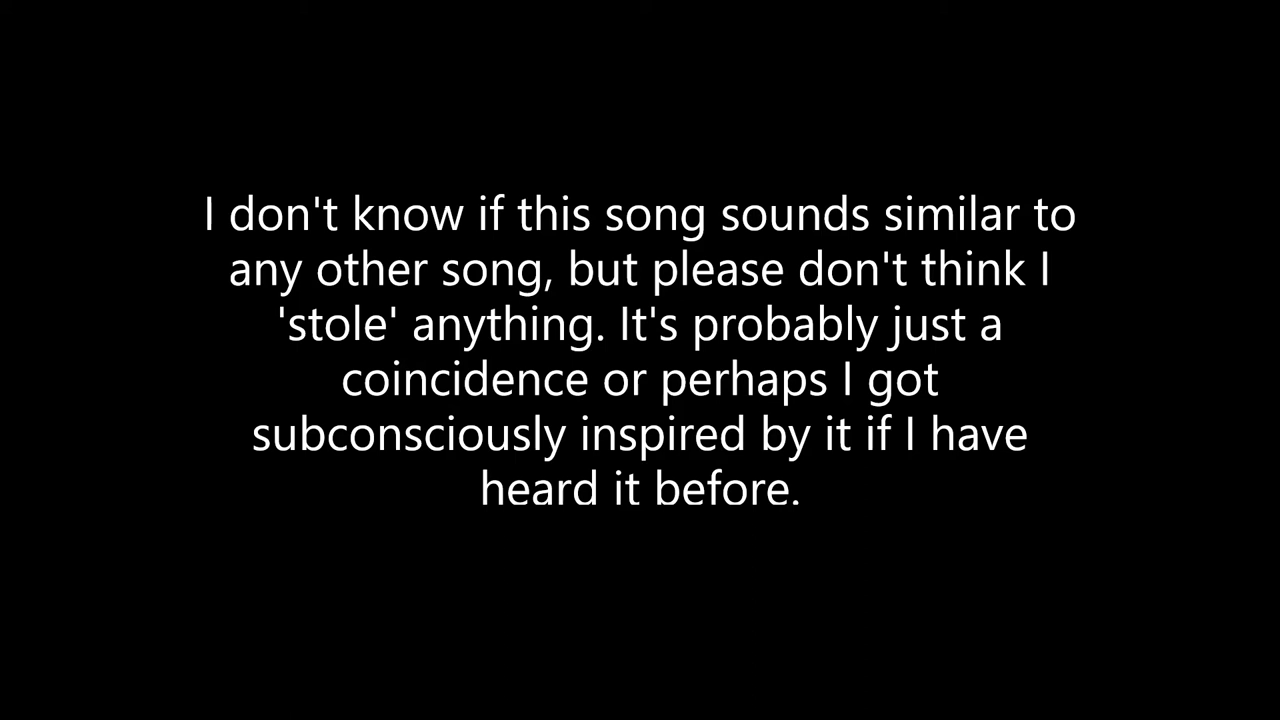 I don't know if this song sounds similar to
any other song, but please don't think I
'stole' anything. It's probably just a
coincidence or perhaps I got
subconsciously inspired by it if I have
heard it before.